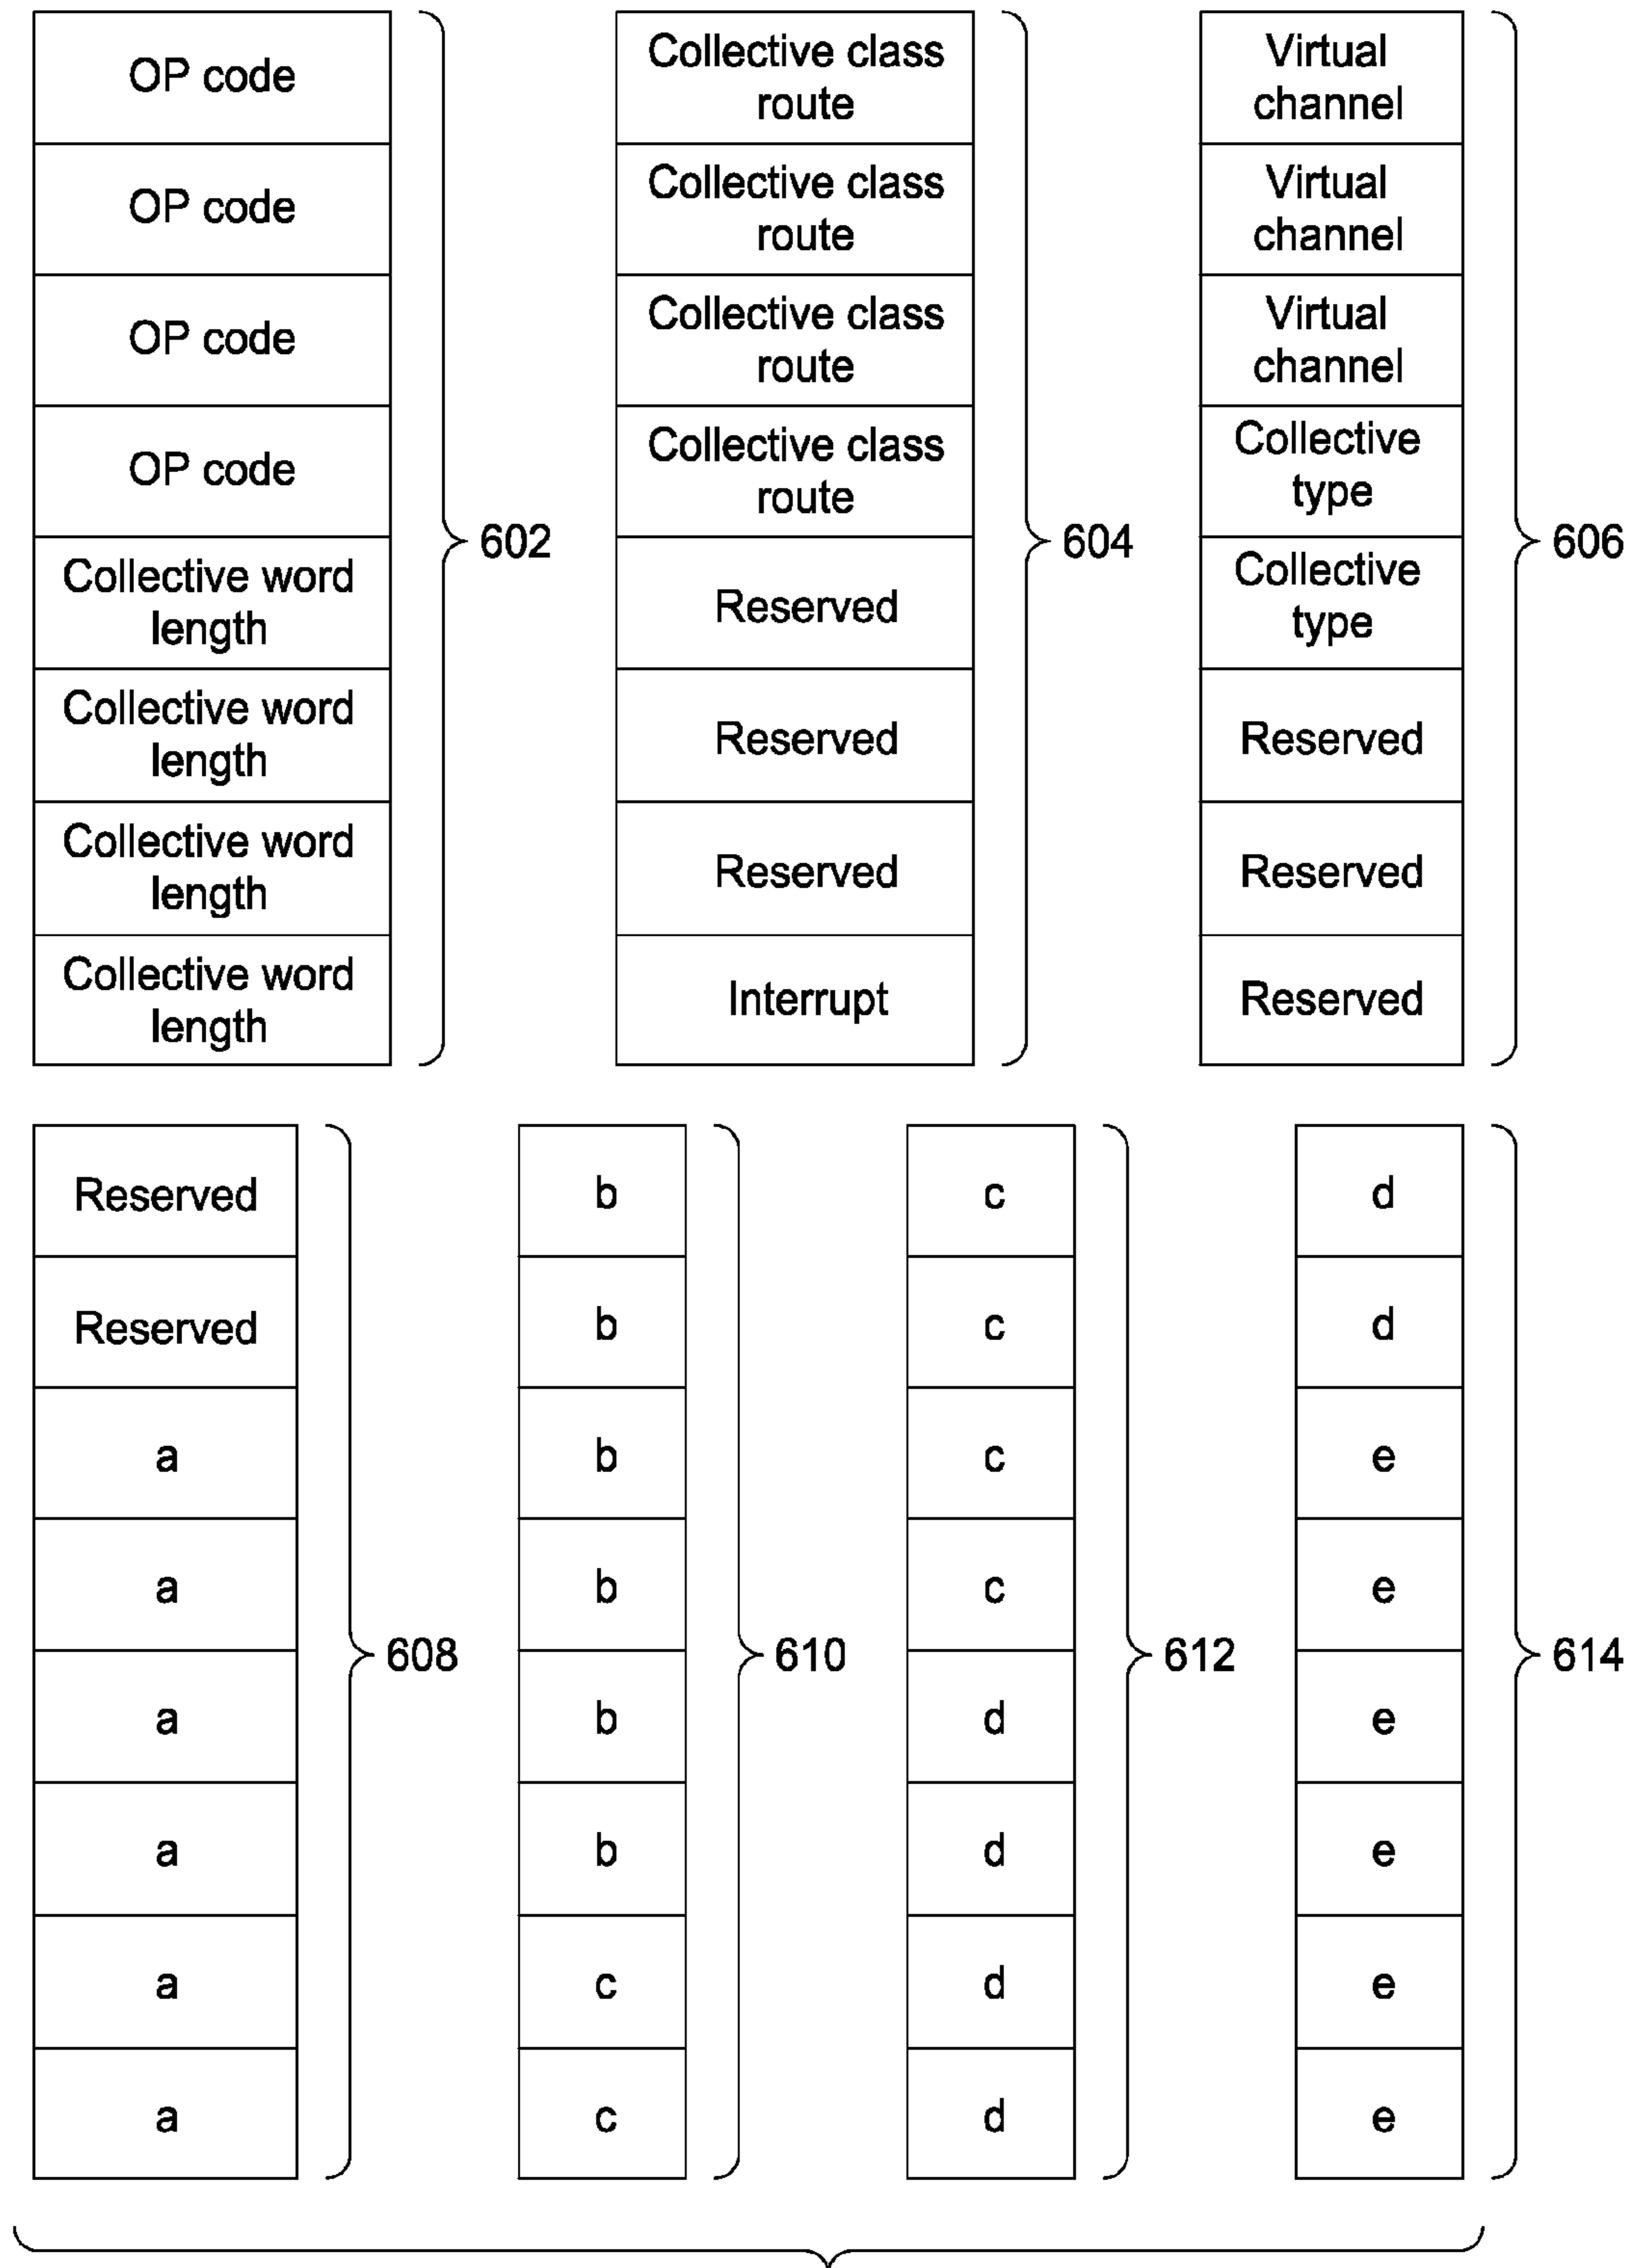 OP code
OP code
OP code
OP code
Collective word
length
Collective word
length
Collective word
length
Collective word
length
602
Collective class
route
Collective class
route
Collective class
route
Collective class
route
Reserved
Reserved
Reserved
Interrupt
604
Virtual
channel
Virtual
channel
Virtual
channel
Collective
type
Collective
type
Reserved
Reserved
Reserved
606
Reserved
Reserved
a
a
a
a
a
a
608
b
b
b
b
b
b
c
c
610
c
c
c
c
d
d
d
d
612
d
d
e
e
e
e
e
e
614